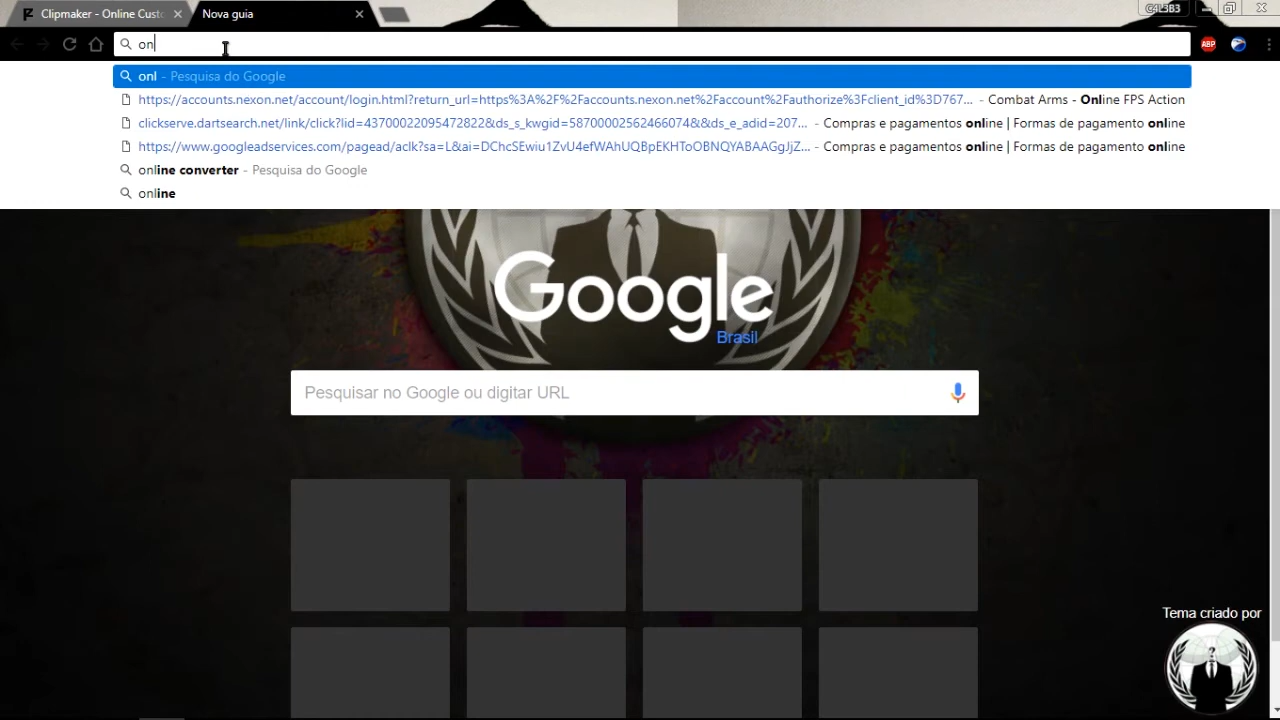 Clipmaker - Online Custo
Nova guia
C4L3B3
on
ABP
onl - Pesquisa do Google
https://accounts.nexon.net/account/login.html?return_url=https%3A%2F%2Faccounts.nexon.net%2Faccount%2Fauthorize%3Fclient_id%3D767... - Combat Arms - Online FPS Action
clickserve.dartsearch.net/link/click?lid=43700022095472822&ds_s_kwgid=58700002562466074&&ds_e_adid=207... - Compras e pagamentos online | Formas de pagamento online
https://www.googleadservices.com/pagead/aclk?sa=L&ai=DChcSEwiu1ZvU4efWAhUQBpEKHToOBNQYABAAGgJjZ... - Compras e pagamentos online | Formas de pagamento online
online converter - Pesquisa do Google
online
Google
Brasil
Pesquisar no Google ou digitar URL
Tema criado por
?